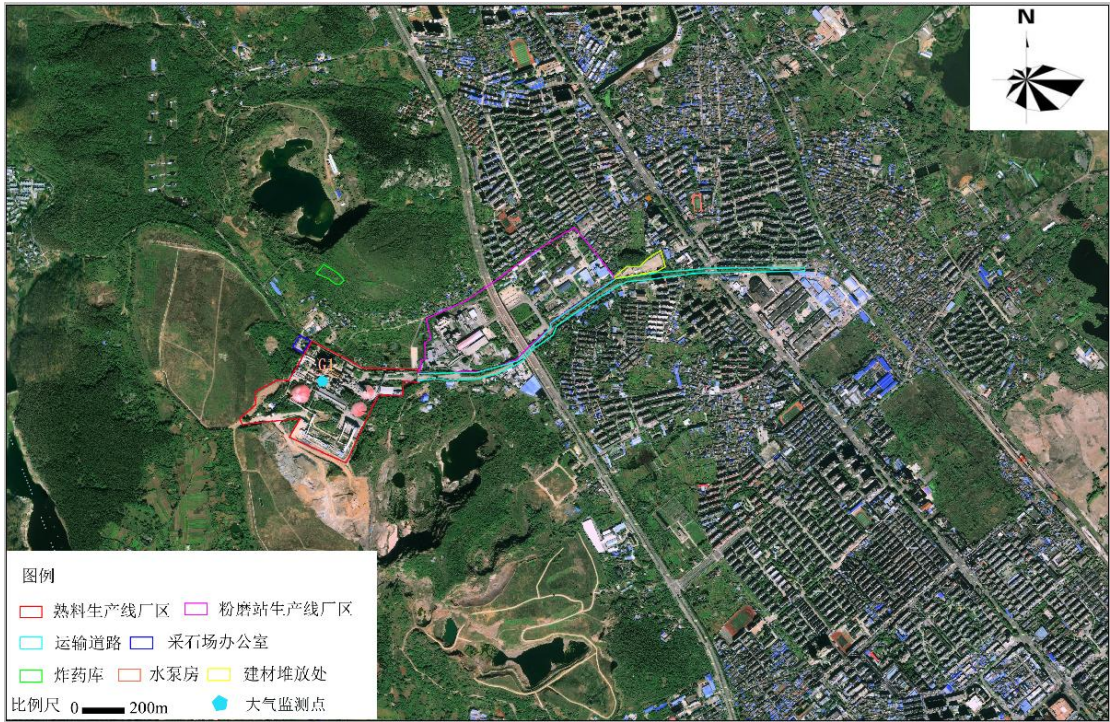 N
G1
图例
熟料生产线厂区 粉磨站生产线厂区
运输道路 采石场办公室
炸药库 水泵房 建材堆放处
比例尺 0 200m 大气监测点